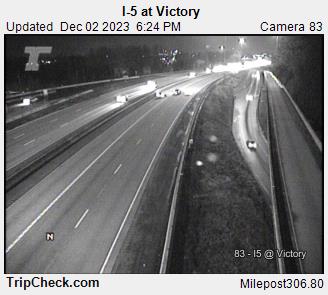 I-5 at Victory
Updated Dec 02 2023 6:24 PM Camera 83
T
N
83 - I5 @ Victory
TripCheck.com Milepost306.80